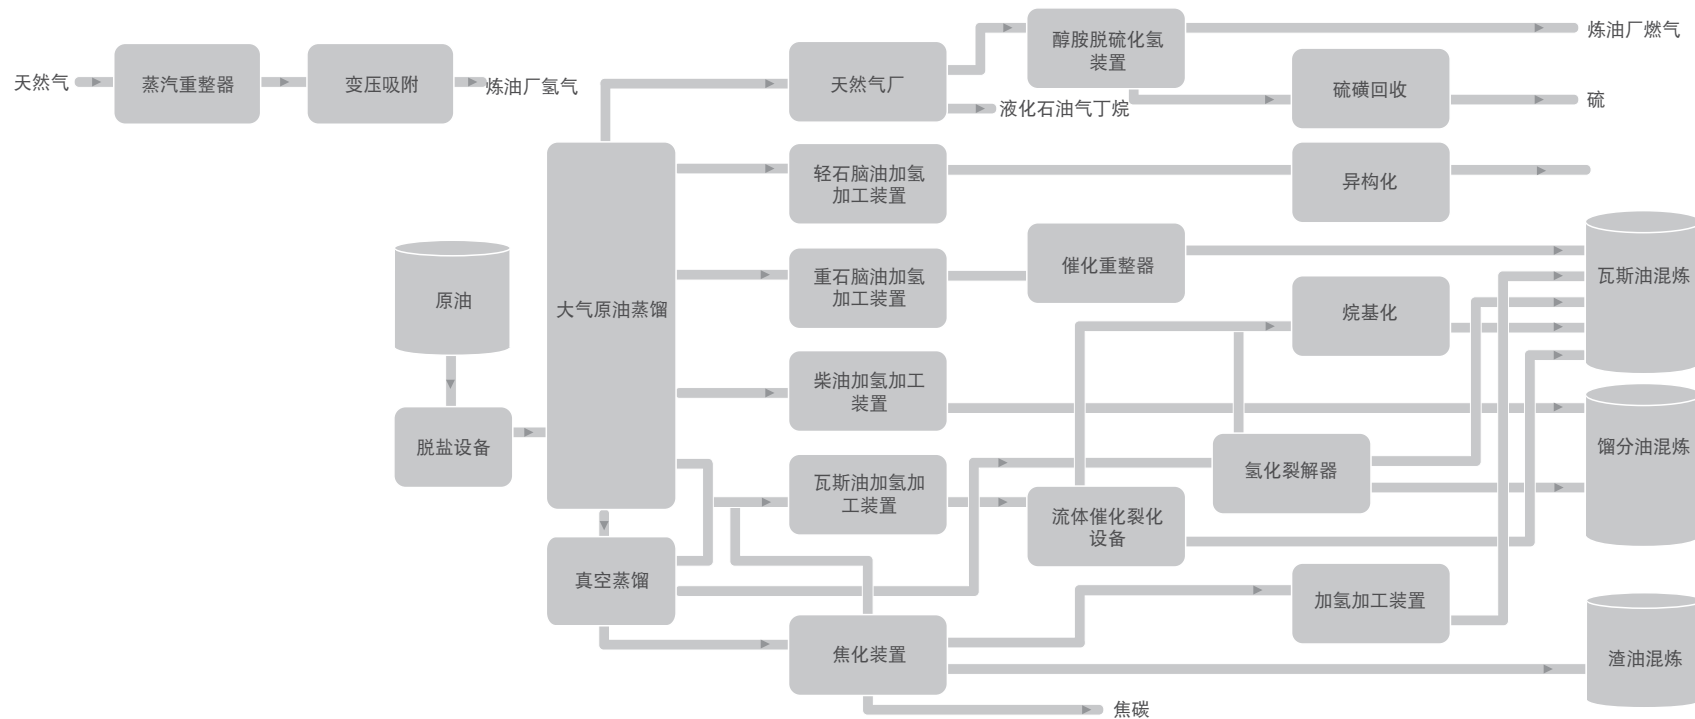 天然气
蒸汽重整器
变压吸附
炼油厂氢气
天然气厂
醇胺脱硫化氢
装置
炼油厂燃气
硫磺回收
硫
液化石油气丁烷
轻石脑油加氢
加工装置
异构化
原油
大气原油蒸馏
重石脑油加氢
加工装置
催化重整器
烷基化
瓦斯油混炼
脱盐设备
柴油加氢加工
装置
馏分油混炼
瓦斯油加氢加
工装置
流体催化裂化
设备
氢化裂解器
真空蒸馏
焦化装置
加氢加工装置
渣油混炼
焦碳